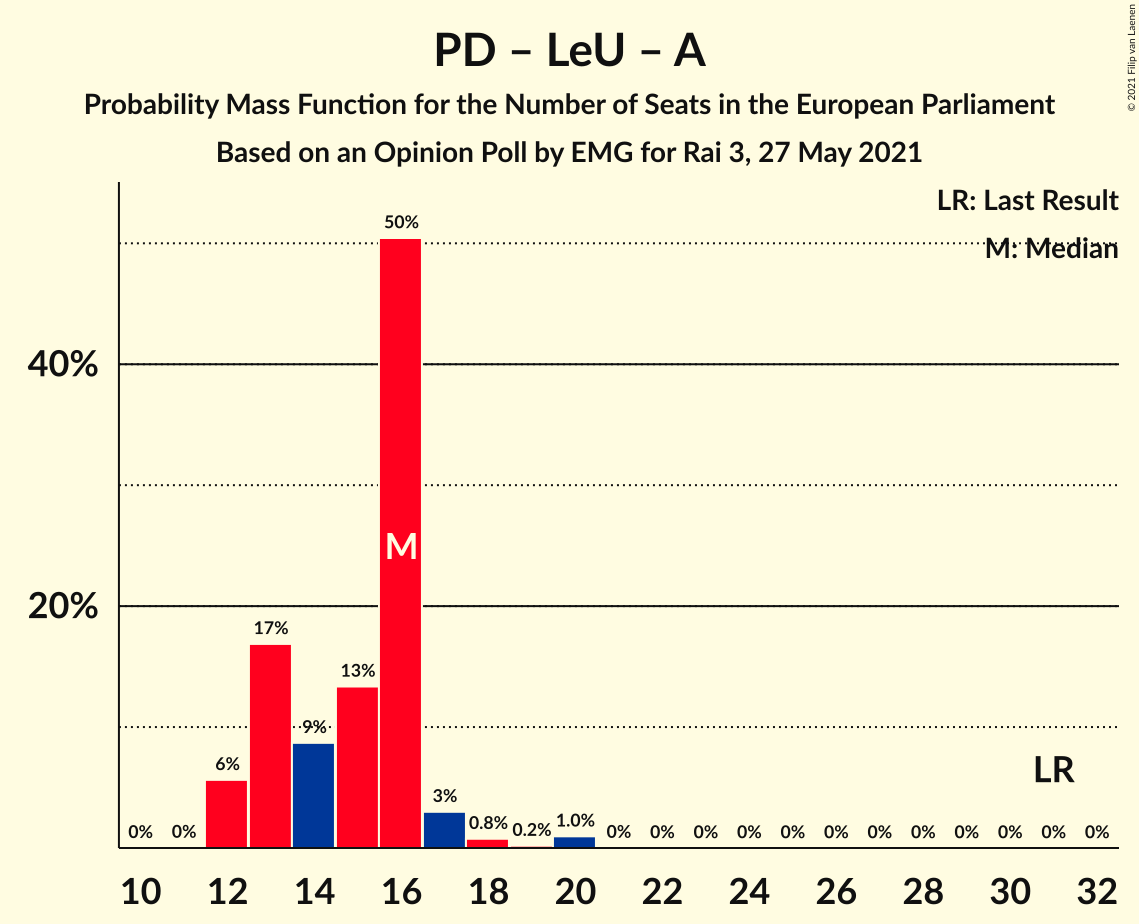 PD – LeU – A
Probability Mass Function for the Number of Seats in the European Parliament
Based on an Opinion Poll by EMG for Rai 3, 27 May 2021
© 2021 Filip van Laenen
LR: Last Result
M: Median
40%
20%
0%
0%
6%
17%
9%
13%
50%
3%
0.8%
0.2%
1.0%
0%
0%
0%
0%
0%
0%
0%
0%
0%
0%
0%
0%
M
LR
10 12 14 16 18 20 22 24 26 28 30 32